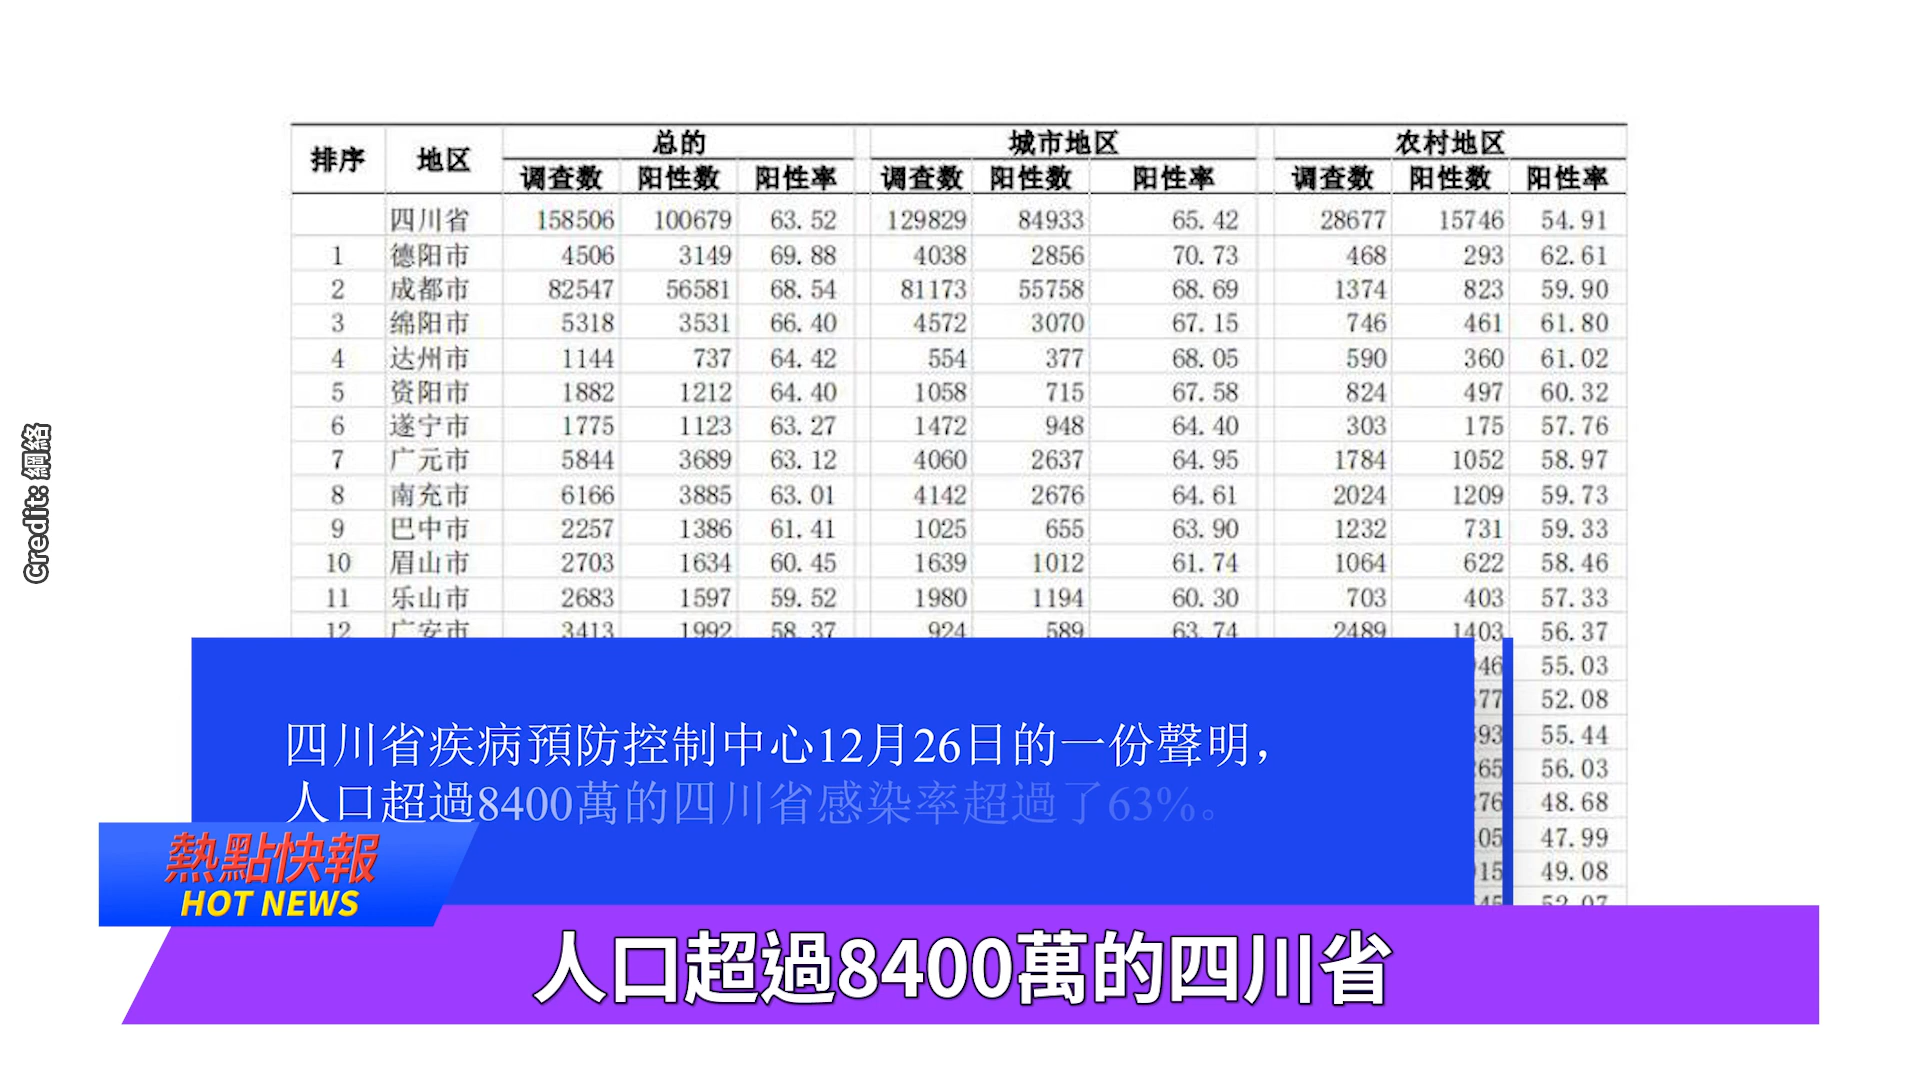 排序 地区 总的 城市地区 农村地区
调查数 阳性数 阳性率 调查数 阳性数 阳性率 调查数 阳性数 阳性率
四川省 158506 100679 63.52 129829 84933 65.42 28677 15746 54.91
1 德阳市 4506 3149 69.88 4038 2856 70.73 468 293 62.61
2 成都市 82547 56581 68.54 81173 55758 68.69 1374 823 59.90
3 绵阳市 5318 3531 66.40 4572 3070 67.15 746 461 61.80
4 达州市 1144 737 64.42 554 377 68.05 590 360 61.02
5 资阳市 1882 1212 64.40 1058 715 67.58 824 497 60.32
6 遂宁市 1775 1123 63.27 1472 948 64.40 303 175 57.76
7 广元市 5844 3689 63.12 4060 2637 64.95 1784 1052 58.97
8 南充市 6166 3885 63.01 4142 2676 64.61 2024 1209 59.73
9 巴中市 2257 1386 61.41 1025 655 63.90 1232 731 59.33
10 眉山市 2703 1634 60.45 1639 1012 61.74 1064 622 58.46
11 乐山市 2683 1597 59.52 1980 1194 60.30 703 403 57.33
12 广安市 3413 1992 58.37 924 589 63.74 2489 1403 56.37
55.03
52.08
55.44
56.03
48.68
47.99
49.08
Credit: 網絡
四川省疾病預防控制中心12月26日的一份聲明，
人口超過8400萬的四川省感染率超過了63%。
熱點快報
HOT NEWS
人口超過8400萬的四川省